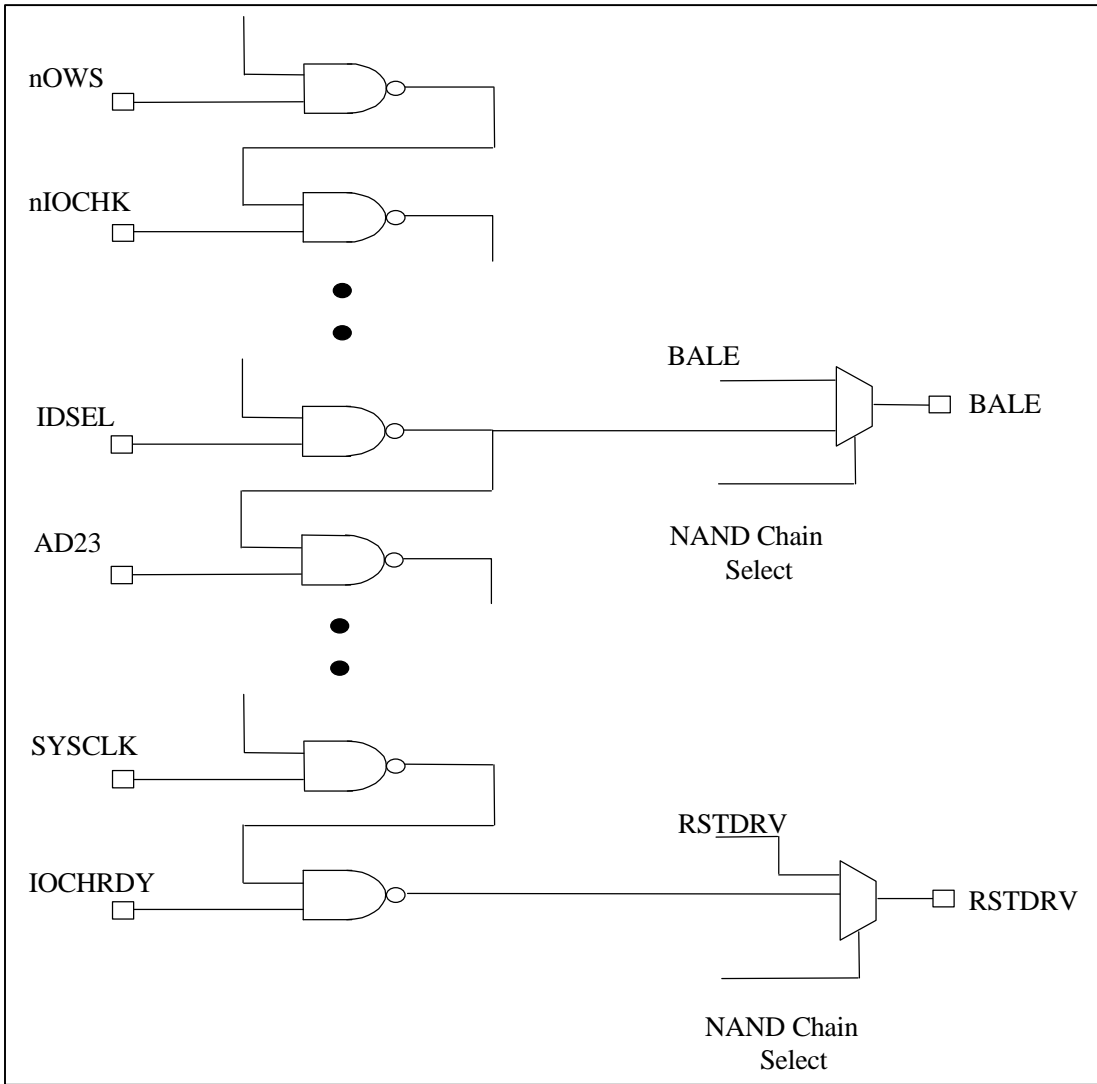 nOWS
nIOCHK
BALE
IDSEL
BALE
AD23
NAND Chain
Select
SYSCLK
RSTDRV
IOCHRDY
RSTDRV
NAND Chain
Select